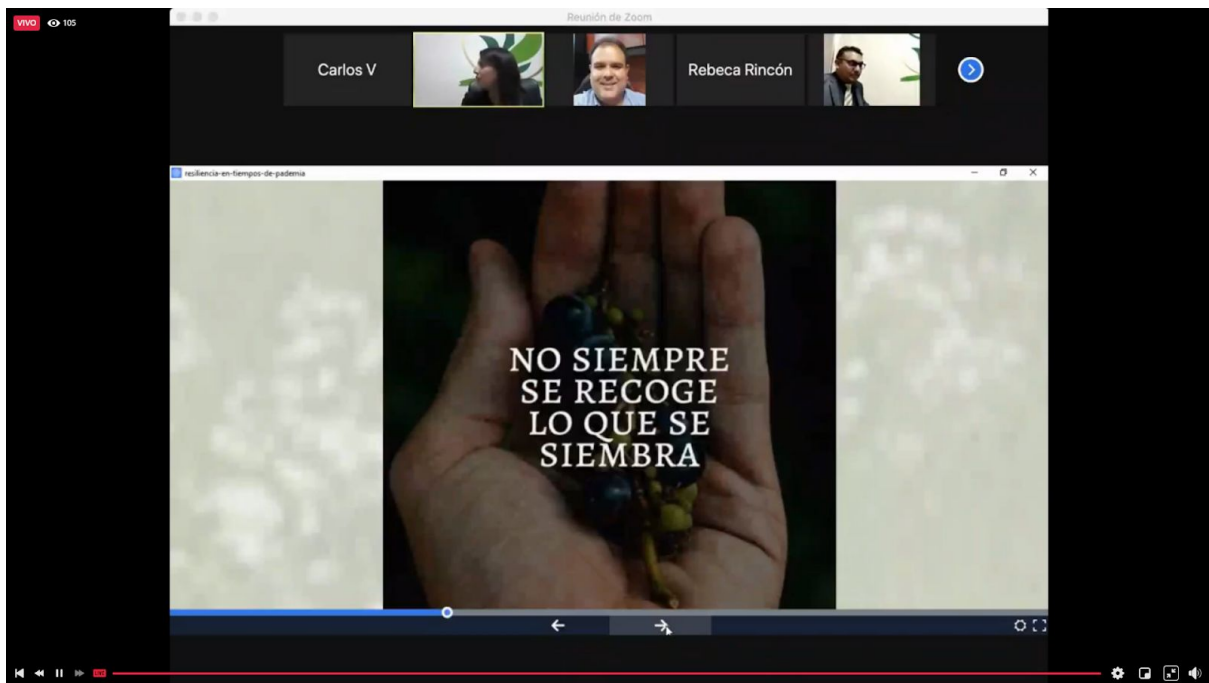 VIVO 105
Reunión de Zoom
Carlos V
Rebeca Rincón
resiliencia-en-tiempos-de-pademia
NO SIEMPRE
SE RECOGE
LO QUE SE
SIEMBRA